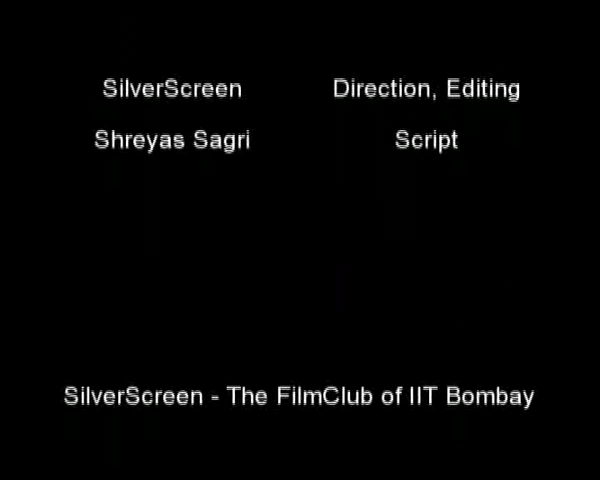 SilverScreen Direction, Editing
Shreyas Sagri Script
SilverScreen - The FilmClub of IIT Bombay